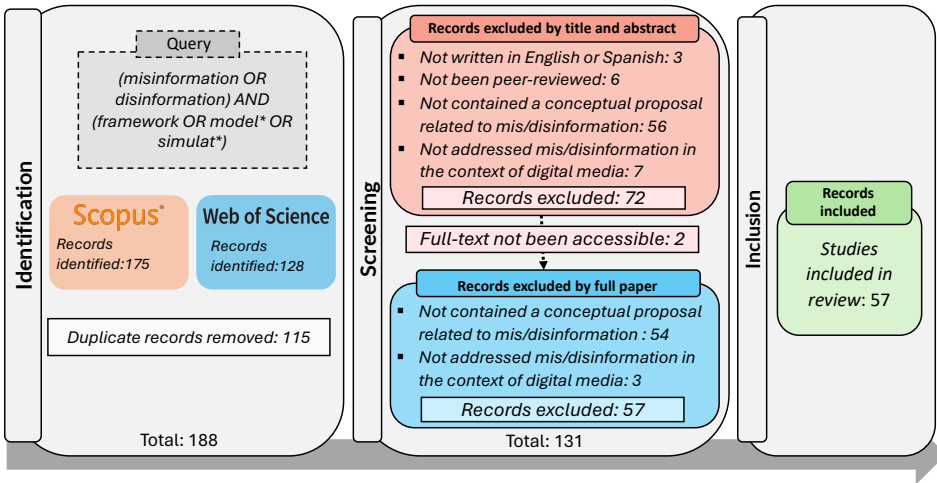 Identification
Query
(misinformation OR
disinformation) AND
(framework OR model* OR
simulat*)
Scopus
Records
identified:175
Web of Science
Records
identified:128
Duplicate records removed: 115
Total: 188
Screening
Records excluded by title and abstract
▪ Not written in English or Spanish: 3
▪ Not been peer-reviewed: 6
▪ Not contained a conceptual proposal
related to mis/disinformation: 56
▪ Not addressed mis/disinformation in
the context of digital media: 7
Records excluded: 72
Full-text not been accessible: 2
Records excluded by full paper
▪ Not contained a conceptual proposal
related to mis/disinformation : 54
▪ Not addressed mis/disinformation in
the context of digital media: 3
Records excluded: 57
Total: 131
Inclusion
Records
included
Studies
included in
review: 57